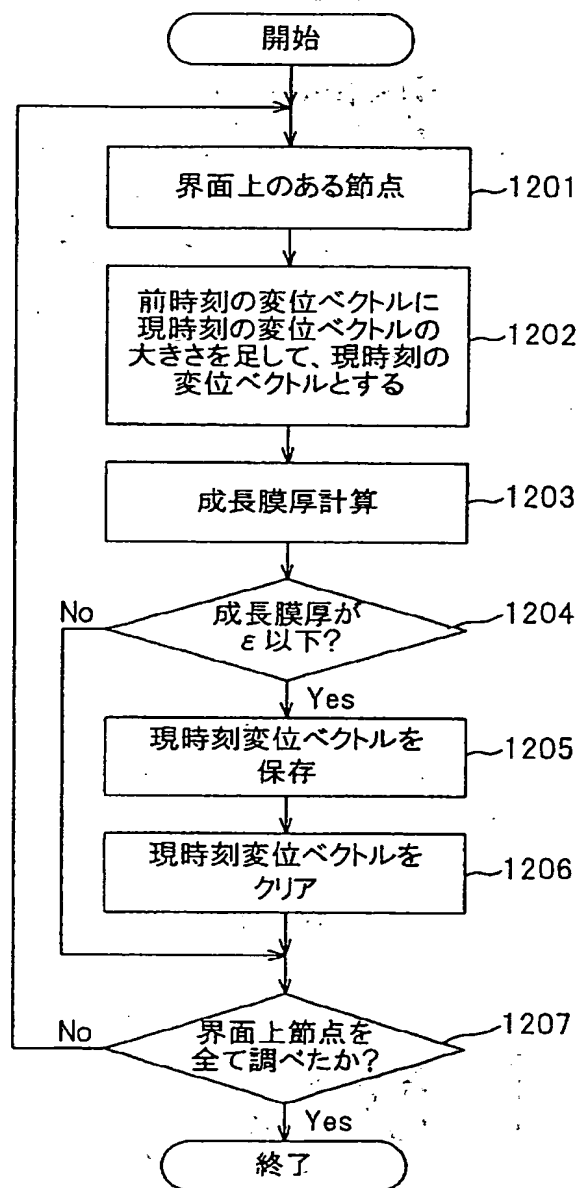 開始
界面上のある節点
1201
前時刻の変位ベクトルに
現時刻の変位ベクトルの
大きさを足して、現時刻の
変位ベクトルとする
1202
成長膜厚計算
1203
No
成長膜厚が
ε以下?
1204
Yes
現時刻変位ベクトルを
保存
1205
現時刻変位ベクトルを
クリア
1206
No
界面上節点を
全て調べたか?
1207
Yes
終了